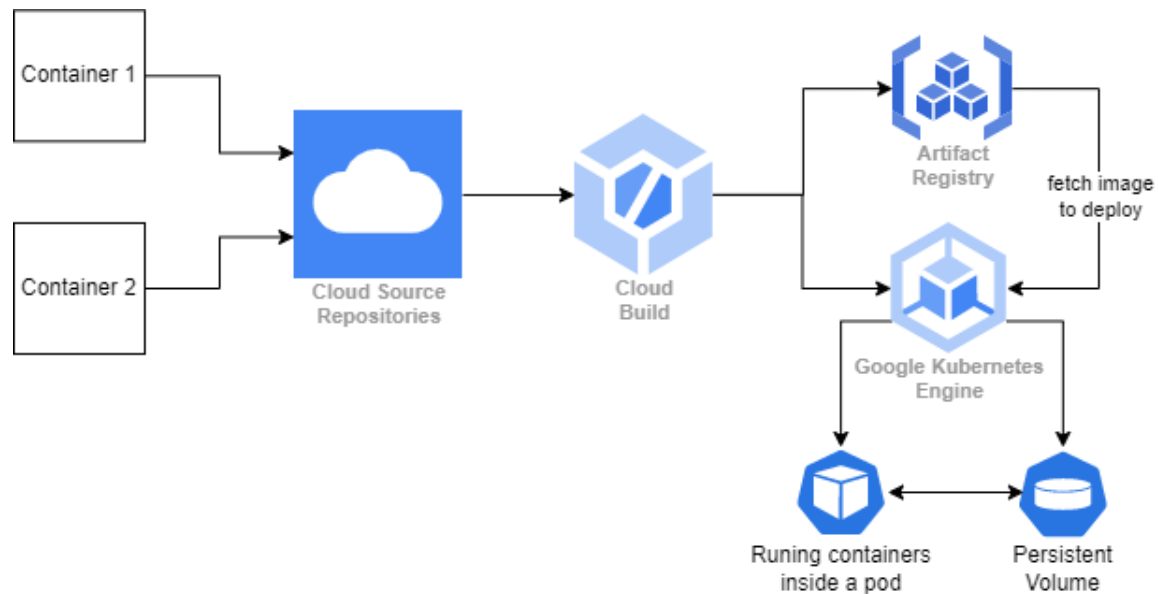 Container 1
Container 2
Cloud Source
Repositories
Cloud
Build
Artifact
Registry
fetch image
to deploy
Google Kubernetes
Engine
Runing containers
inside a pod
Persistent
Volume